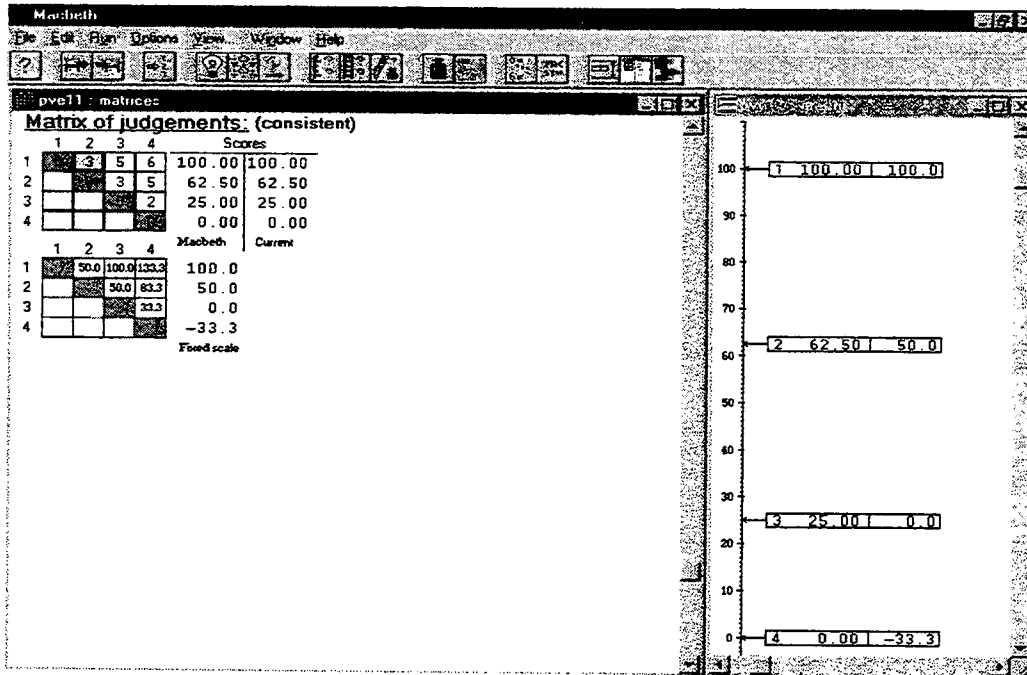 Macbeth
File Edit Run Options View... Window Help
?
pve11 : matrices
Matrix of judgements: (consistent)
1 2 3 4 Scores
1 3 5 6 100.00 100.00
2 3 5 62.50 62.50
3 2 25.00 25.00
4 0.00 0.00
Macbeth Current
1 2 3 4
1 50.0 100.0 133.3 100.0
2 50.0 83.3 50.0
3 33.3 0.0
4 -33.3
Fixed scale
100
90
80
70
60
50
40
30
20
10
0
1 100.00 100.0
2 62.50 50.0
3 25.00 0.0
4 0.00 -33.3